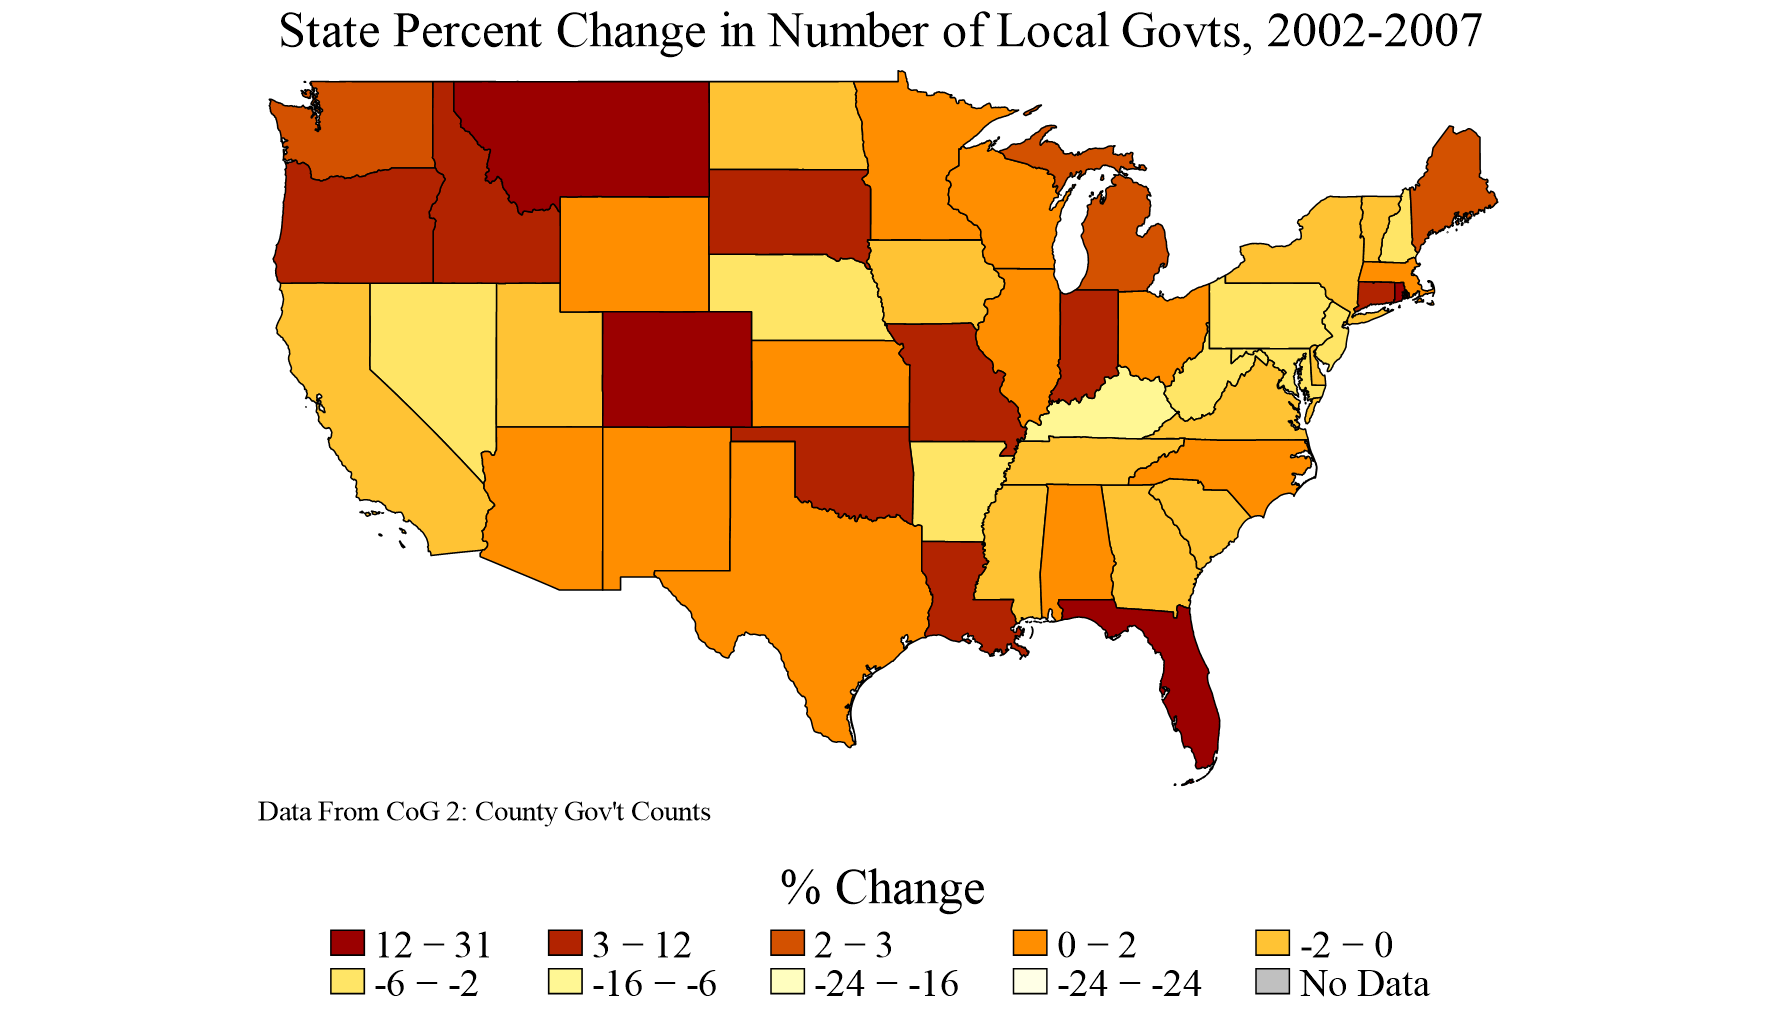 State Percent Change in Number of Local Govts, 2002-2007
Data From CoG 2: County Gov't Counts
% Change
12 − 31 3 − 12 2 − 3 0 − 2 -2 − 0
-6 − -2 -16 − -6 -24 − -16 -24 − -24 No Data